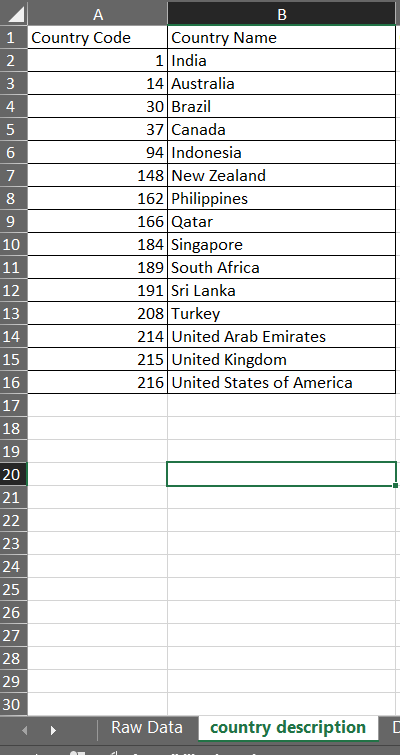 A B
1 Country Code Country Name
2 1 India
3 14 Australia
4 30 Brazil
5 37 Canada
6 94 Indonesia
7 148 New Zealand
8 162 Philippines
9 166 Qatar
10 184 Singapore
11 189 South Africa
12 191 Sri Lanka
13 208 Turkey
14 214 United Arab Emirates
15 215 United Kingdom
16 216 United States of America
17
18
19
20
21
22
23
24
25
26
27
28
29
30
Raw Data country description